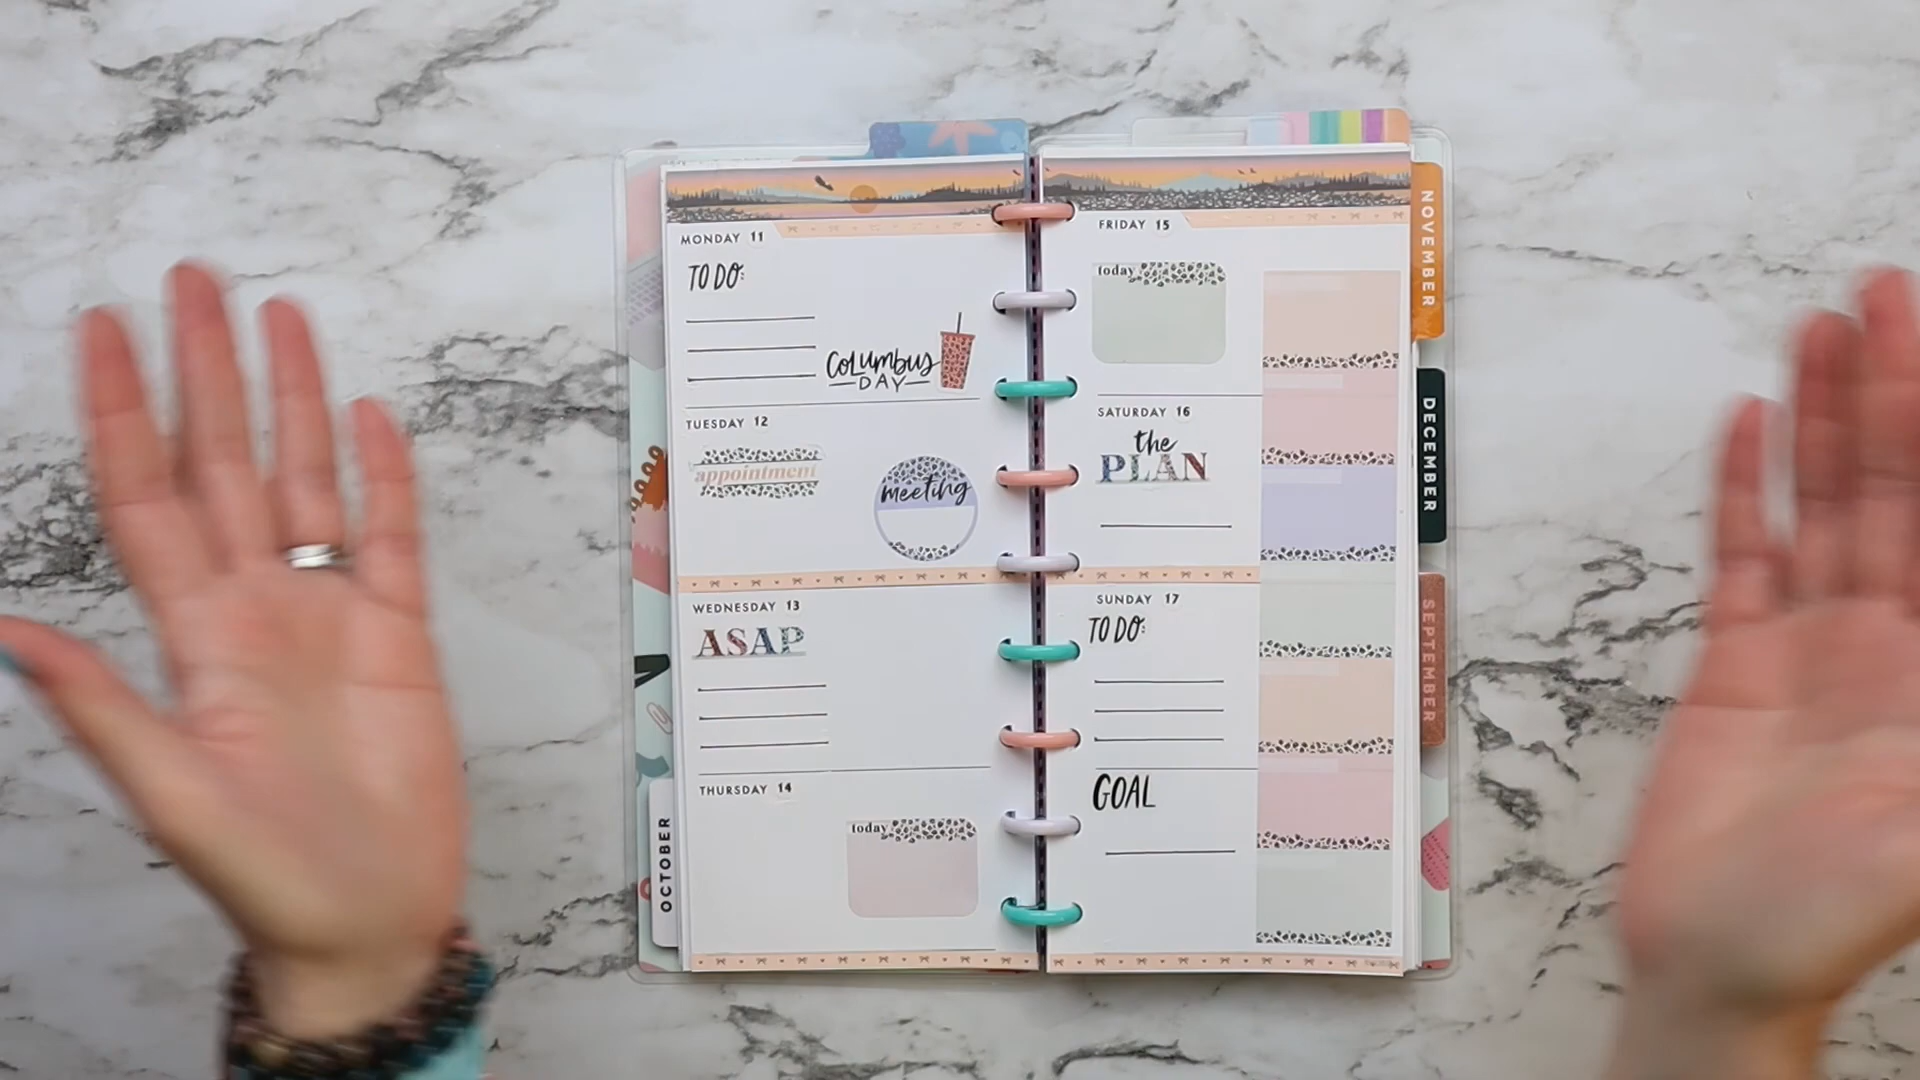 MONDAY 11
TO DO:
COLUMBUS
DAY
TUESDAY 12
appointment
meeting
WEDNESDAY 13
ASAP
THURSDAY 14
today
OCTOBER
FRIDAY 15
today
SATURDAY 16
the
PLAN
SUNDAY 17
TO DO:
GOAL
NOVEMBER
DECEMBER
SEPTEMBER